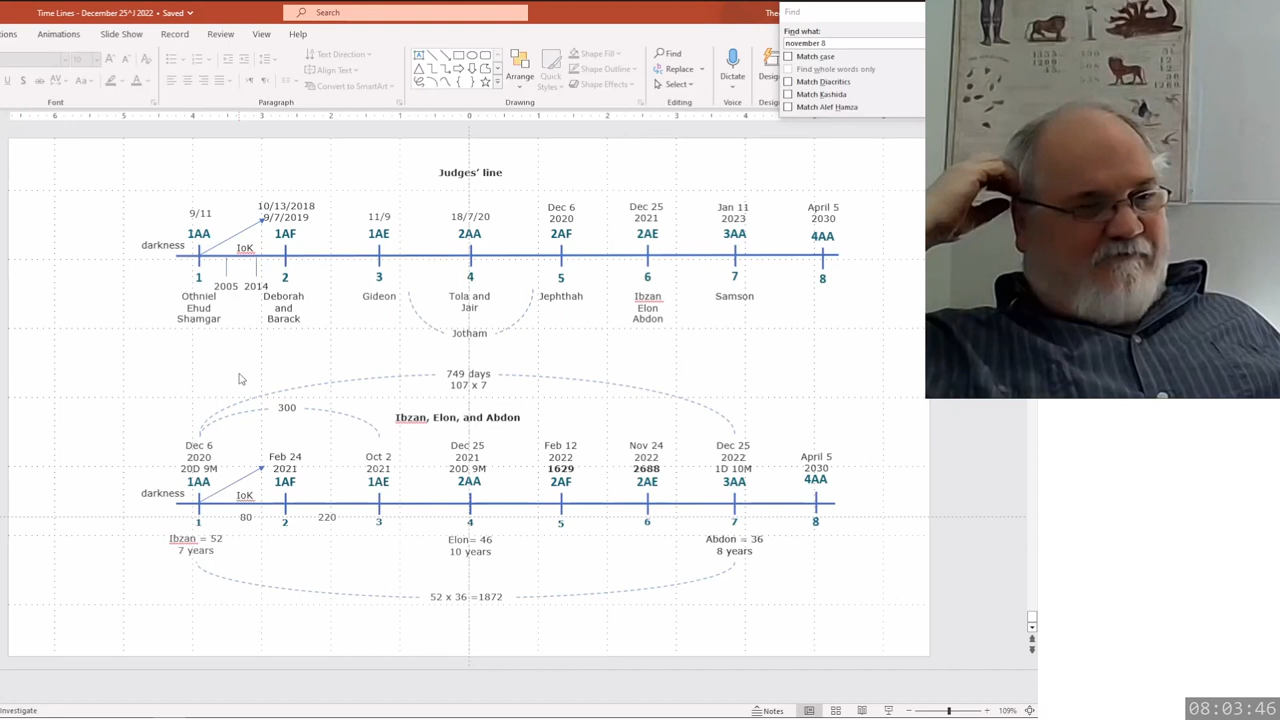 Time Lines - December 25^J 2022 • Saved
Search
Find
Animations
Slide Show
Record
Review
View
Help
Find what:
november 8
Match case
Find whole words only
Match Diacritics
Match Kashida
Match Alef Hamza
Text Direction
Align Text
Convert to SmartArt
Arrange
Quick
Styles
Shape Fill
Shape Outline
Shape Effects
Find
Replace
Select
Dictate
Font
Paragraph
Drawing
Editing
Voice
Judges' line
9/11
10/13/2018
9/7/2019
11/9
18/7/20
Dec 6
2020
Dec 25
2021
Jan 11
2023
April 5
2030
1AA
1AF
1AE
2AA
2AF
2AE
3AA
4AA
darkness
IoK
1
2
3
4
5
6
7
8
2005
2014
Othniel
Ehud
Shamgar
Deborah
and
Barack
Gideon
Tola and
Jair
Jephthah
Ibzan
Elon
Abdon
Samson
Jotham
749 days
107 x 7
300
Ibzan, Elon, and Abdon
Dec 6
2020
20D 9M
Feb 24
2021
Oct 2
2021
Dec 25
2021
20D 9M
Feb 12
2022
1629
Nov 24
2022
2688
Dec 25
2022
1D 10M
April 5
2030
1AA
1AF
1AE
2AA
2AF
2AE
3AA
4AA
darkness
IoK
1
80
2
220
3
4
5
6
7
8
Ibzan = 52
7 years
Elon= 46
10 years
Abdon = 36
8 years
52 x 36 =1872
Notes
109%
08:03:46